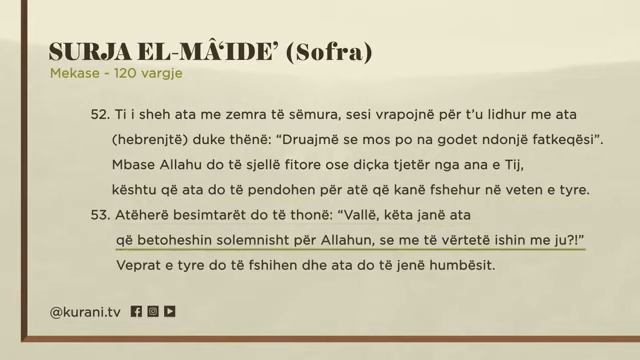 SURJA EL-MÂ‘IDE’ (Sofra)
Mekase - 120 vargje
52. Ti i sheh ata me zemra të sëmura, sesi vrapojnë për t’u lidhur me ata
(hebrenjtë) duke thënë: “Druajmë se mos po na godet ndonjë fatkeqësi”.
Mbase Allahu do të sjellë fitore ose diçka tjetër nga ana e Tij,
kështu që ata do të pendohen për atë që kanë fshehur në veten e tyre.
53. Atëherë besimtarët do të thonë: “Vallë, këta janë ata
që betoheshin solemnisht për Allahun, se me të vërtetë ishin me ju?!”
Veprat e tyre do të fshihen dhe ata do të jenë humbësit.
@kurani.tv